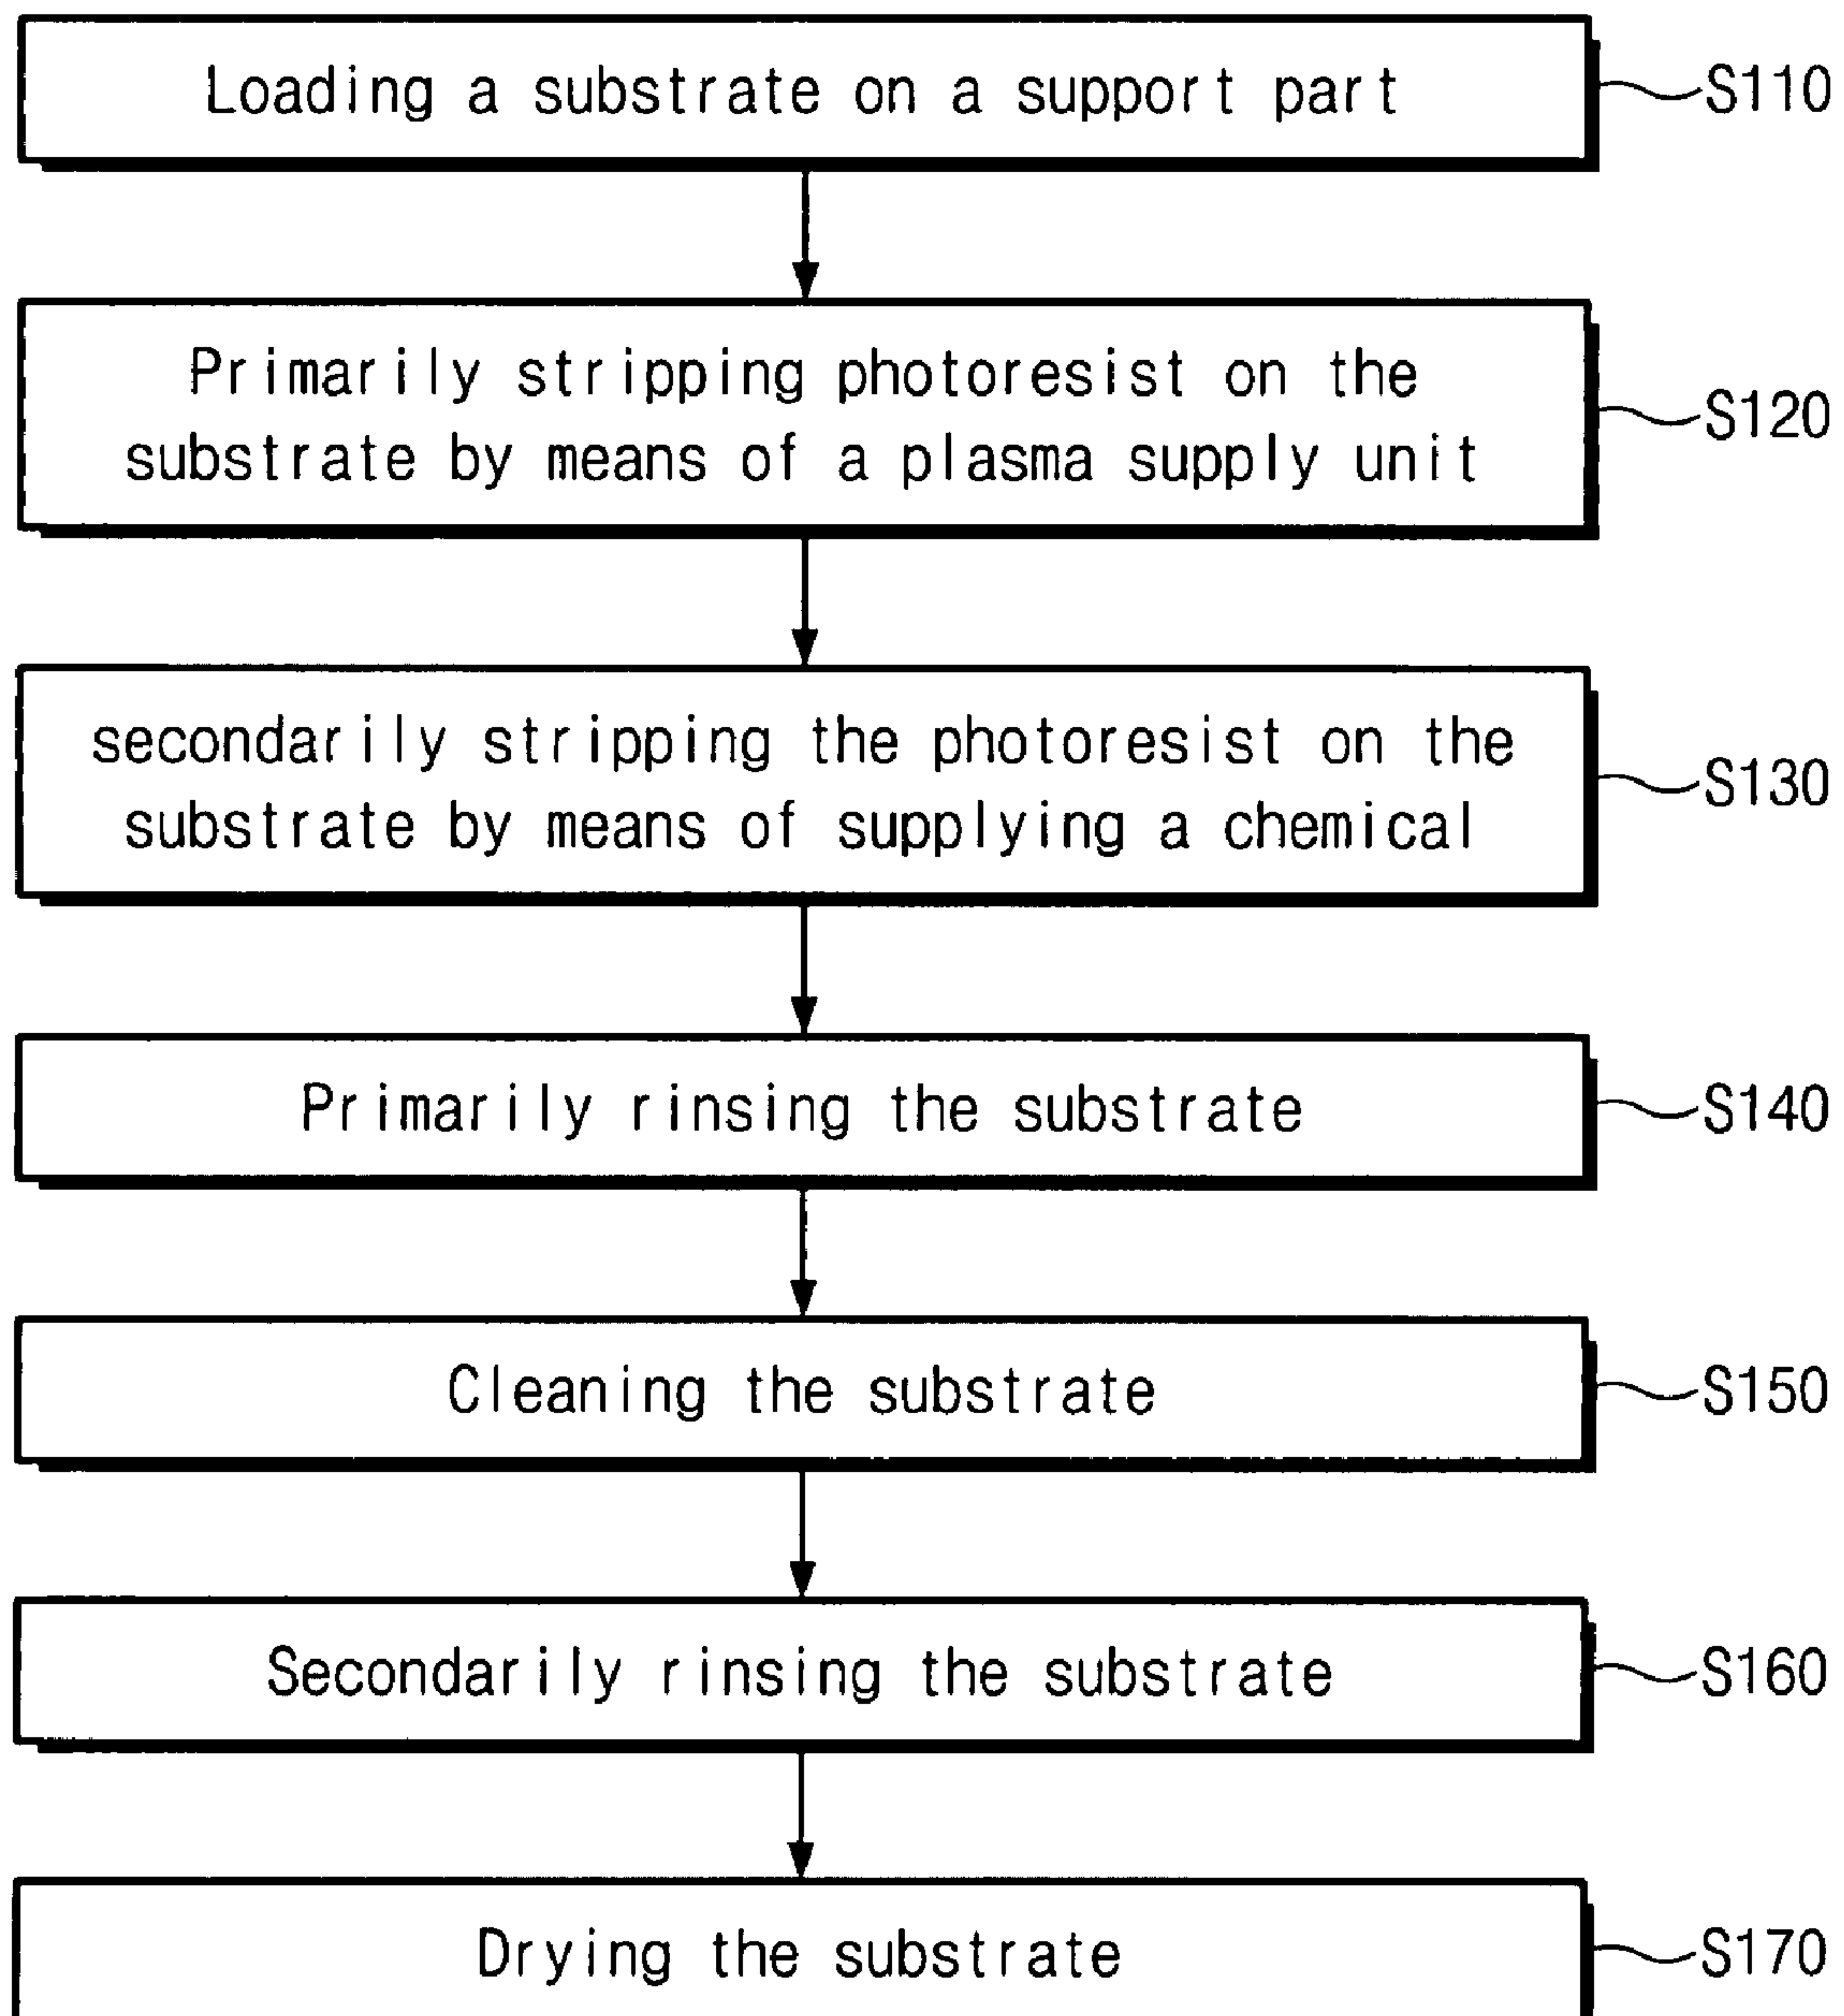 Loading a substrate on a support part
S110
Primarily stripping photoresist on the
substrate by means of a plasma supply unit
S120
secondarily stripping the photoresist on the
substrate by means of supplying a chemical
S130
Primarily rinsing the substrate
S140
Cleaning the substrate
S150
Secondarily rinsing the substrate
S160
Drying the substrate
S170